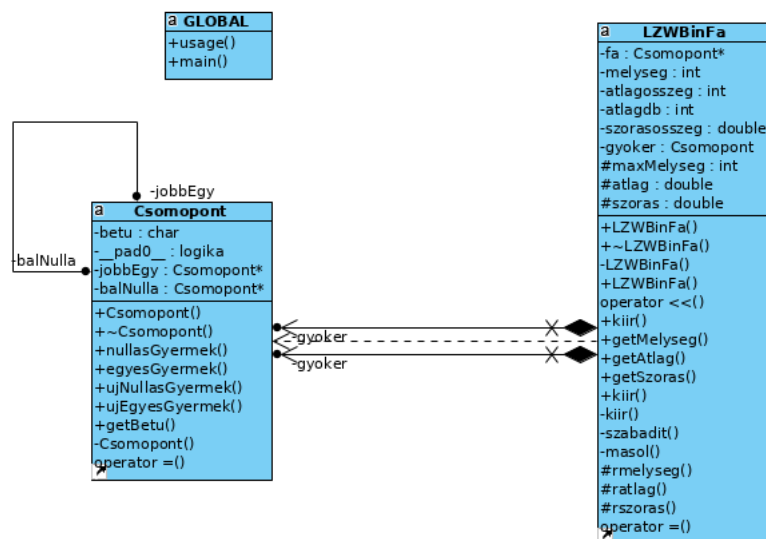 a GLOBAL
+usage()
+main()
-jobbEgy
a Csomopont
-betu : char
-__pad0__ : logika
-jobbEgy : Csomopont*
-balNulla : Csomopont*
+Csomopont()
+~Csomopont()
+nullasGyermek()
+egyesGyermek()
+ujNullasGyermek()
+ujEgyesGyermek()
+getBetu()
-Csomopont()
operator =()
-balNulla
-gyoker
-gyoker
a LZWBinFa
-fa : Csomopont*
-melyseg : int
-atlagosszeg : int
-atlagdb : int
-szorasosszeg : double
-gyoker : Csomopont
#maxMelyseg : int
#atlag : double
#szoras : double
+LZWBinFa()
+~LZWBinFa()
-LZWBinFa()
+LZWBinFa()
operator <<()
+kiir()
+getMelyseg()
+getAtlag()
+getSzoras()
+kiir()
-kiir()
-szabadit()
-masol()
#rmelyseg()
#ratlag()
#rszoras()
operator =()